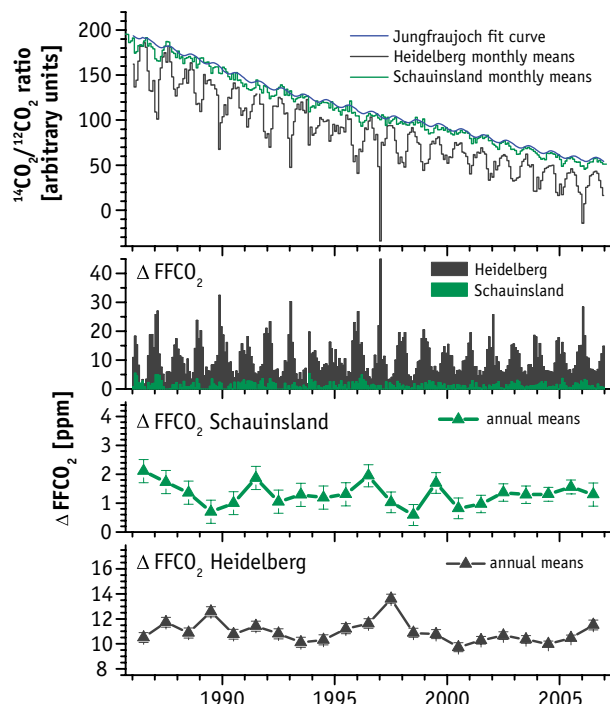 200
150
100
50
0
¹⁴CO₂/¹²CO₂ ratio
[arbitrary units]
Jungfraujoch fit curve
Heidelberg monthly means
Schauinsland monthly means
40
30
20
10
0
Δ FFCO₂
Heidelberg
Schauinsland
Δ FFCO₂ [ppm]
4
3
2
1
0
Δ FFCO₂ Schauinsland
annual means
16
14
12
10
8
Δ FFCO₂ Heidelberg
annual means
1990 1995 2000 2005